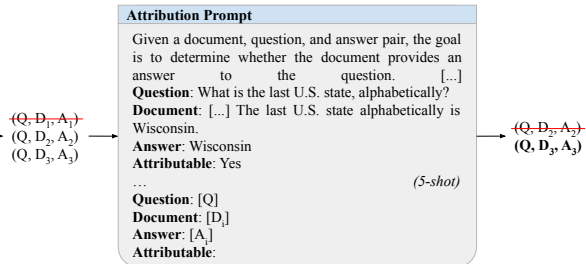 Attribution Prompt
Given a document, question, and answer pair, the goal
is to determine whether the document provides an
answer to the question. [...]
Question: What is the last U.S. state, alphabetically?
Document: [...] The last U.S. state alphabetically is
Wisconsin.
Answer: Wisconsin
Attributable: Yes
… (5-shot)
Question: [Q]
Document: [Di]
Answer: [Ai]
Attributable:
(Q, D1, A1)
(Q, D2, A2)
(Q, D3, A3)
(Q, D2, A2)
(Q, D3, A3)